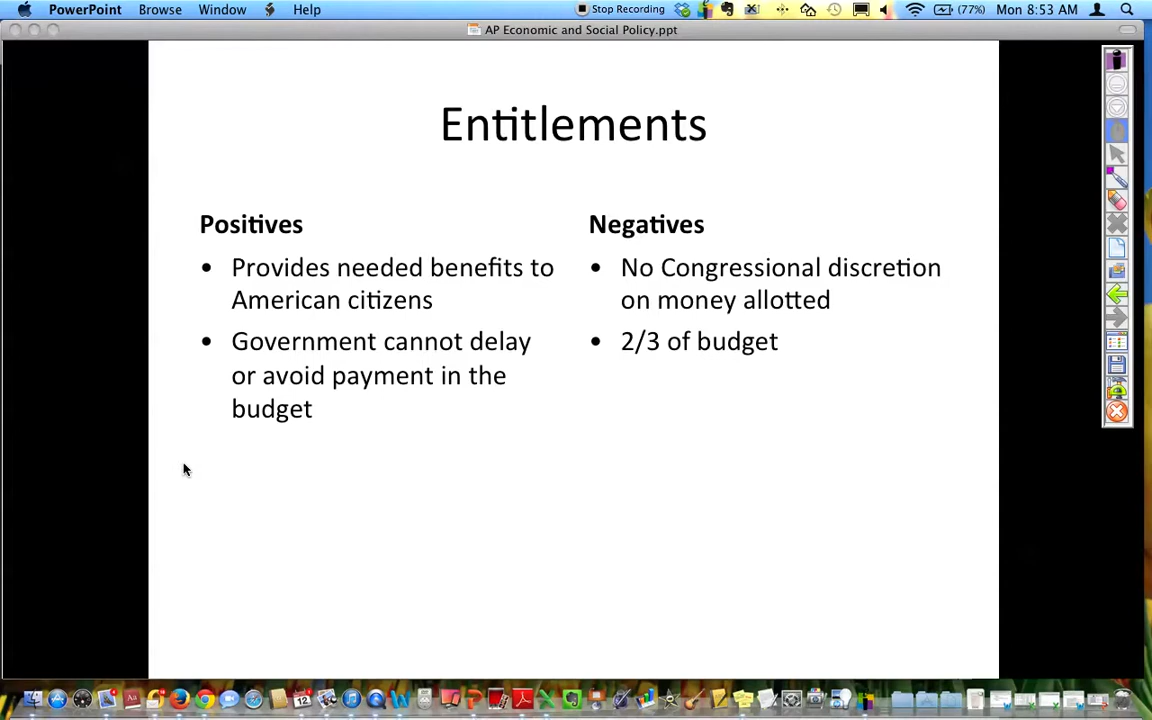 PowerPoint Browse Window Help Stop Recording (77%) Mon 8:53 AM
AP Economic and Social Policy.ppt
Entitlements
Positives
• Provides needed benefits to
American citizens
• Government cannot delay
or avoid payment in the
budget
Negatives
• No Congressional discretion
on money allotted
• 2/3 of budget